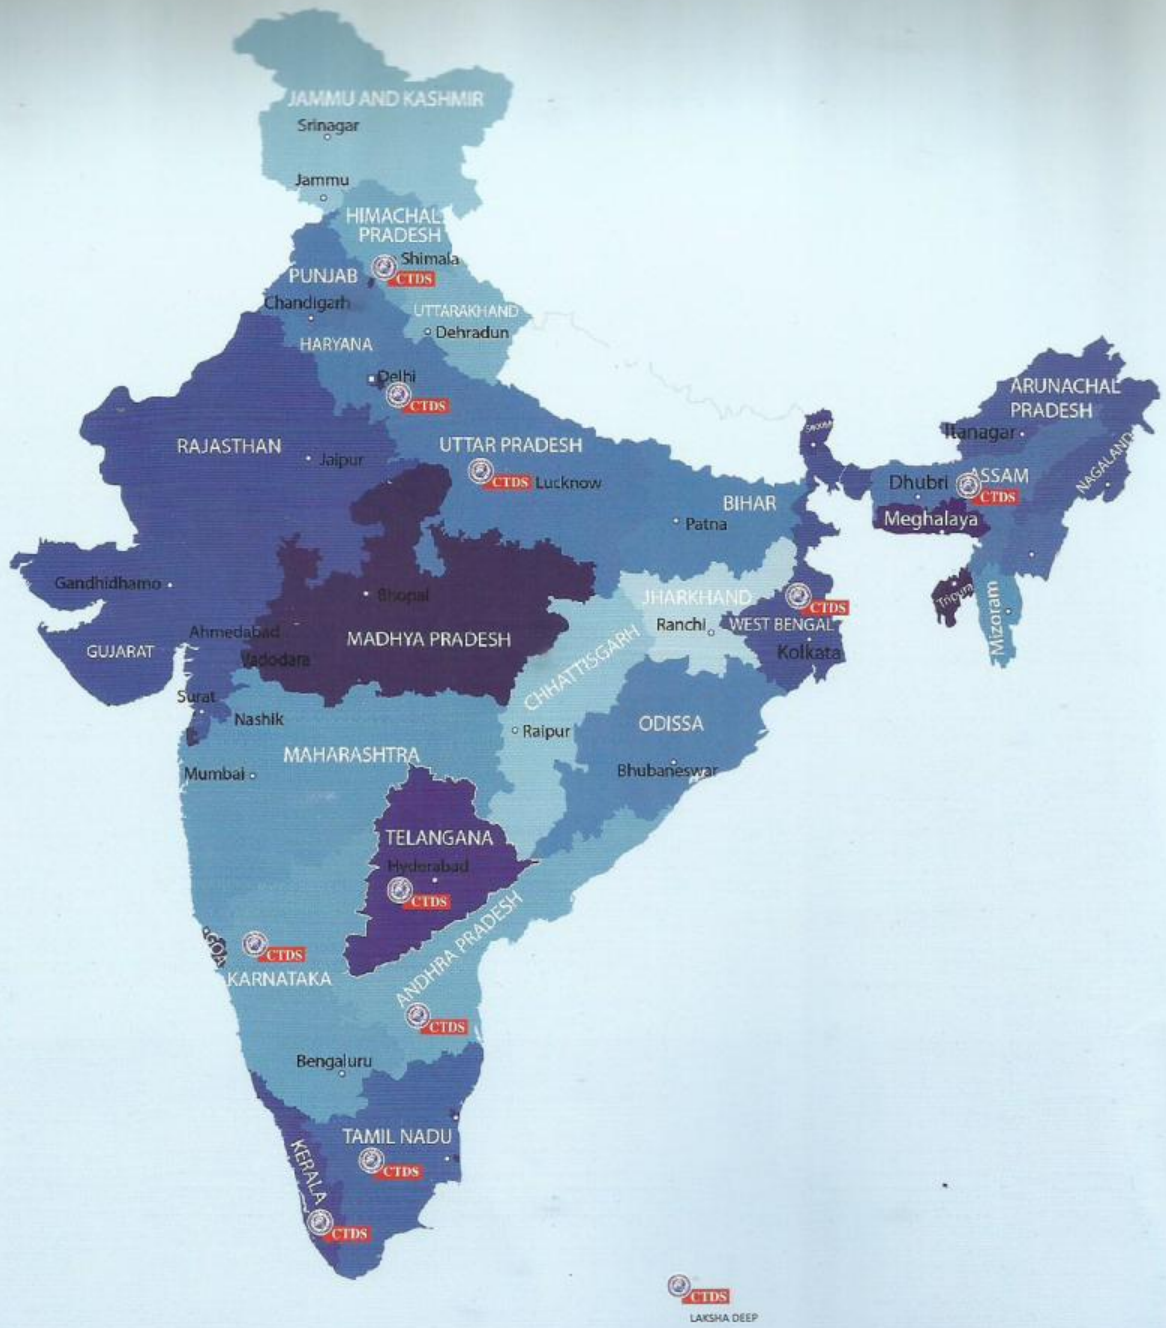 JAMMU AND KASHMIR
Srinagar
Jammu
HIMACHAL
PRADESH
Shimala
CTDS
PUNJAB
Chandigarh
UTTARAKHAND
Dehradun
HARYANA
Delhi
CTDS
ARUNACHAL
PRADESH
Itanagar
NAGALAND
RAJASTHAN
Jaipur
UTTAR PRADESH
CTDS Lucknow
BIHAR
Patna
Dhubri
ASSAM
CTDS
Meghalaya
Tripura
Mizoram
Gandhidhamo
Bhopal
MADHYA PRADESH
JHARKHAND
Ranchi
CTDS
WEST BENGAL
Kolkata
Ahmedabad
GUJARAT
Vadodara
Surat
Nashik
CHHATTISGARH
Raipur
ODISSA
Bhubaneswar
MAHARASHTRA
Mumbai
TELANGANA
Hyderabad
CTDS
GOA
CTDS
KARNATAKA
ANDHRA PRADESH
CTDS
Bengaluru
TAMIL NADU
CTDS
KERALA
CTDS
CTDS
LAKSHA DEEP